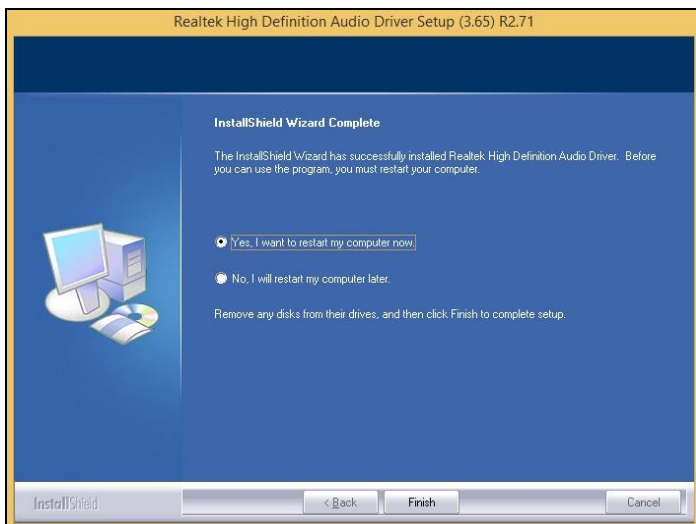 Realtek High Definition Audio Driver Setup (3.65) R2.71
InstallShield Wizard Complete
The InstallShield Wizard has successfully installed Realtek High Definition Audio Driver.  Before
you can use the program, you must restart your computer.
Yes, I want to restart my computer now.
No, I will restart my computer later.
Remove any disks from their drives, and then click Finish to complete setup.
InstallShield
< Back
Finish
Cancel